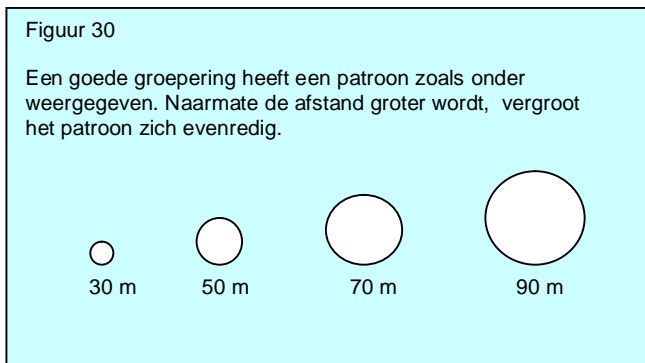 Figuur 30
Een goede groepering heeft een patroon zoals onder
weergegeven. Naarmate de afstand groter wordt, vergroot
het patroon zich evenredig.
30 m 50 m 70 m 90 m